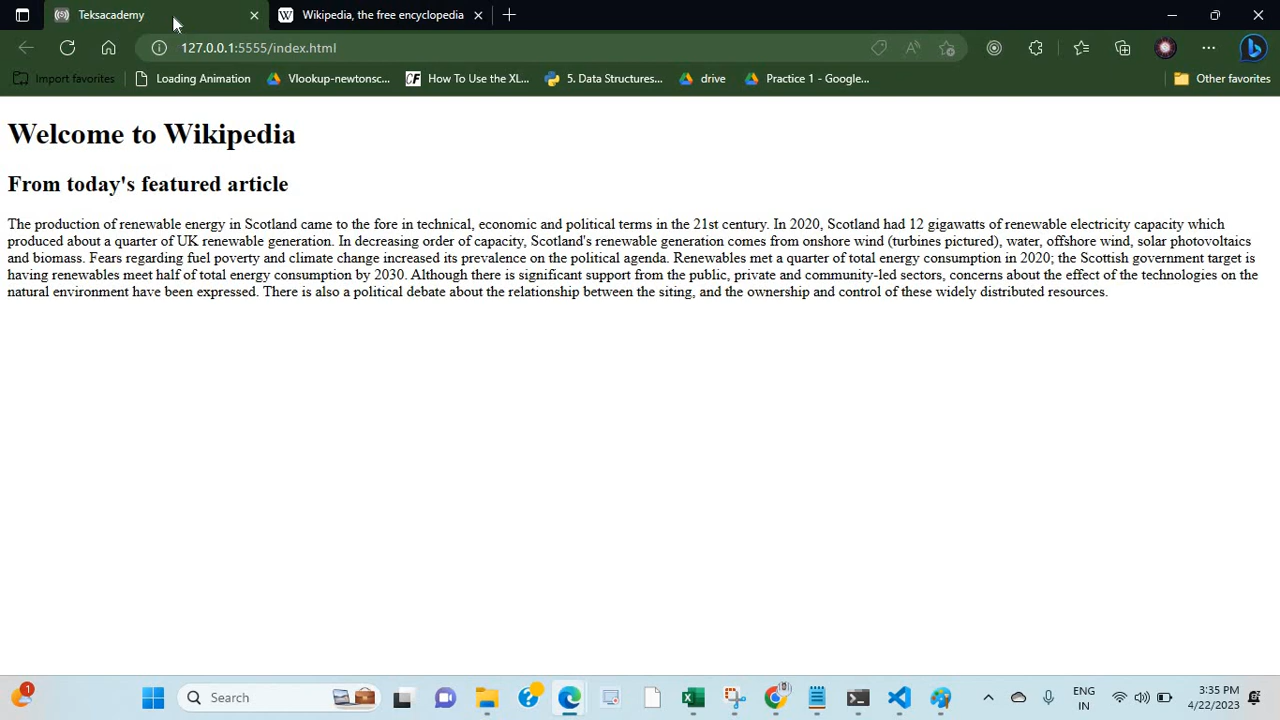 Teksacademy
Wikipedia, the free encyclopedia
127.0.0.1:5555/index.html
Import favorites
Loading Animation
Vlookup-newtonsc...
CF
How To Use the XL...
5. Data Structures...
drive
Practice 1 - Google...
Other favorites
Welcome to Wikipedia
From today's featured article
The production of renewable energy in Scotland came to the fore in technical, economic and political terms in the 21st century. In 2020, Scotland had 12 gigawatts of renewable electricity capacity which
produced about a quarter of UK renewable generation. In decreasing order of capacity, Scotland's renewable generation comes from onshore wind (turbines pictured), water, offshore wind, solar photovoltaics
and biomass. Fears regarding fuel poverty and climate change increased its prevalence on the political agenda. Renewables met a quarter of total energy consumption in 2020; the Scottish government target is
having renewables meet half of total energy consumption by 2030. Although there is significant support from the public, private and community-led sectors, concerns about the effect of the technologies on the
natural environment have been expressed. There is also a political debate about the relationship between the siting, and the ownership and control of these widely distributed resources.
1
Search
ENG
IN
3:35 PM
4/22/2023